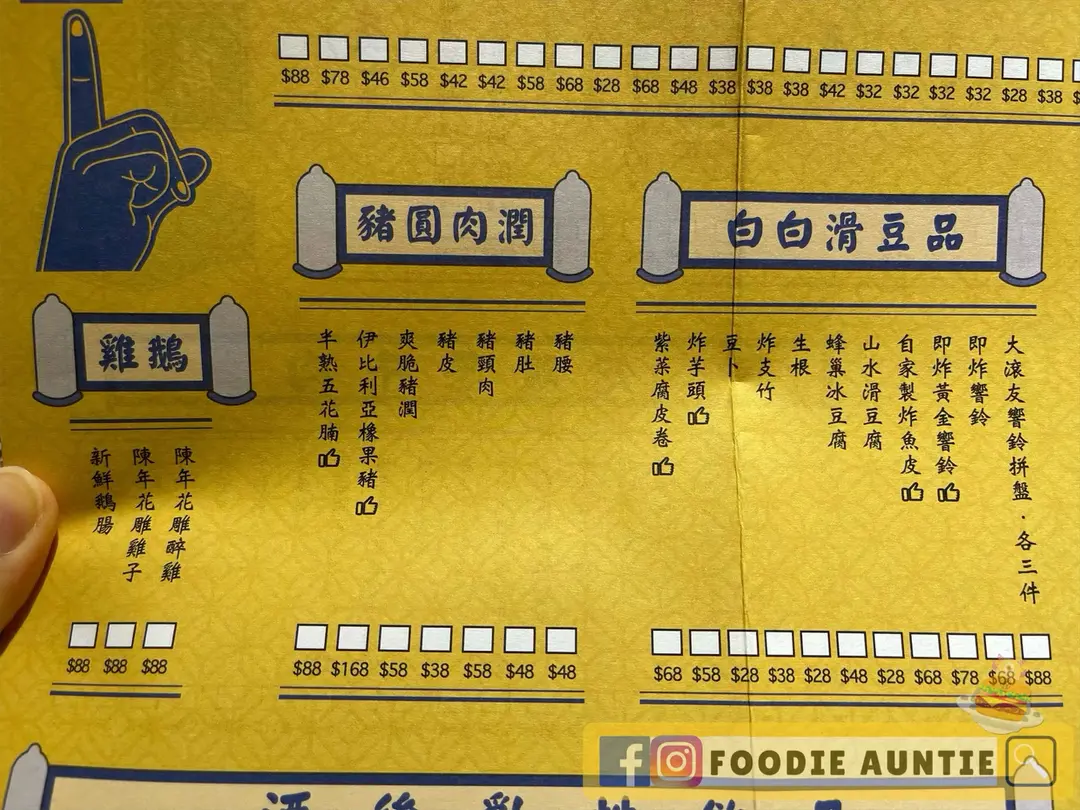 $88 $78 $46 $58 $42 $42 $58 $68 $28 $68 $48 $38 $38 $38 $42 $32 $32 $32 $32 $28 $38
豬圓肉潤
豬腰
豬肚
豬頸肉
豬皮
爽脆豬潤
伊比利亞橡果豬
半熟五花腩
$88 $168 $58 $38 $58 $48 $48
白白滑豆品
大滾友響鈴拼盤·各三件
即炸響鈴
即炸黃金響鈴
自家製炸魚皮
山水滑豆腐
蜂巢冰豆腐
生根
炸支竹
豆卜
炸芋頭
紫菜腐皮卷
$68 $58 $28 $38 $28 $48 $28 $68 $78 $68 $88
雞鵝
陳年花雕醉雞
陳年花雕雞子
新鮮鵝腸
$88 $88 $88
FOODIE AUNTIE